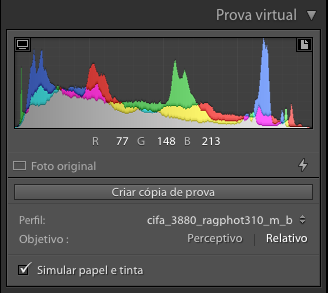 Prova virtual
R 77 G 148 B 213
Foto original
Criar cópia de prova
Perfil: cifa_3880_ragphot310_m_b
Objetivo : Perceptivo Relativo
Simular papel e tinta